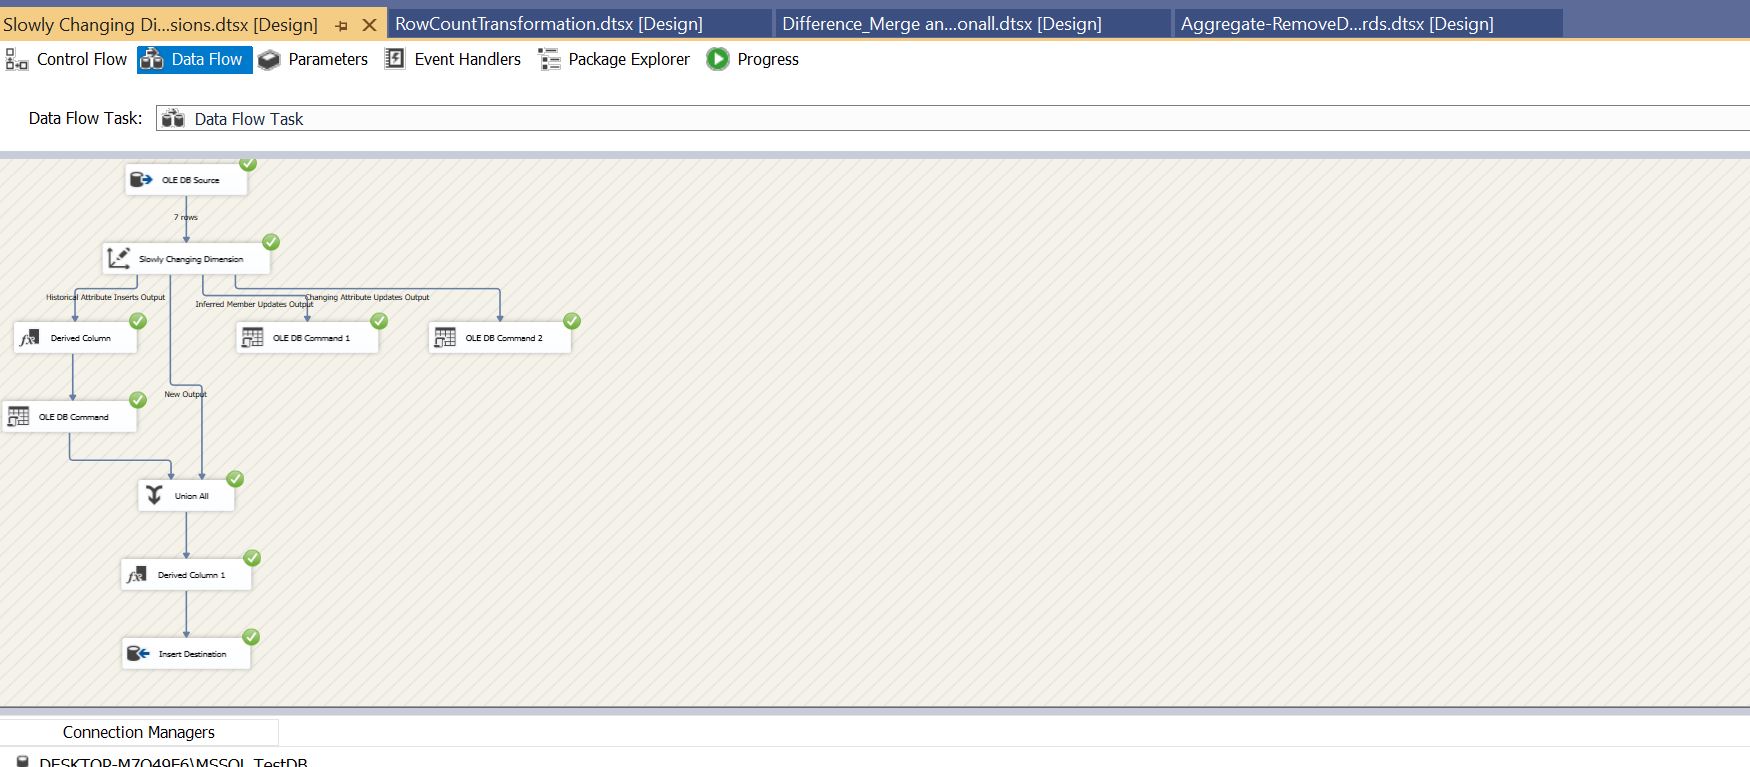 Slowly Changing Di...sions.dtsx [Design]
RowCountTransformation.dtsx [Design]
Difference_Merge an...onall.dtsx [Design]
Aggregate-RemoveD...rds.dtsx [Design]
Control Flow
Data Flow
Parameters
Event Handlers
Package Explorer
Progress
Data Flow Task:
Data Flow Task
OLE DB Source
7 rows
Slowly Changing Dimension
Historical Attribute Inserts Output
Changing Attribute Updates Output
Inferred Member Updates Output
Derived Column
OLE DB Command 1
OLE DB Command 2
New Output
OLE DB Command
Union All
Derived Column 1
Insert Destination
Connection Managers
DESKTOP-M7Q49F6\MSSQL.TestDB